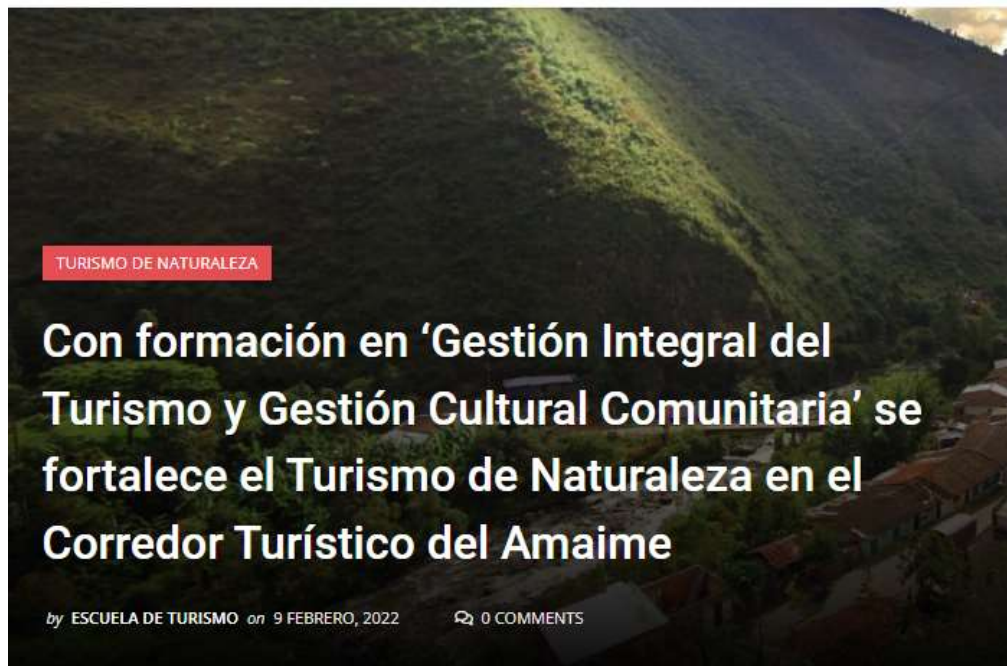 TURISMO DE NATURALEZA
Con formación en ‘Gestión Integral del
Turismo y Gestión Cultural Comunitaria’ se
fortalece el Turismo de Naturaleza en el
Corredor Turístico del Amaime
by ESCUELA DE TURISMO on 9 FEBRERO, 2022 0 COMMENTS